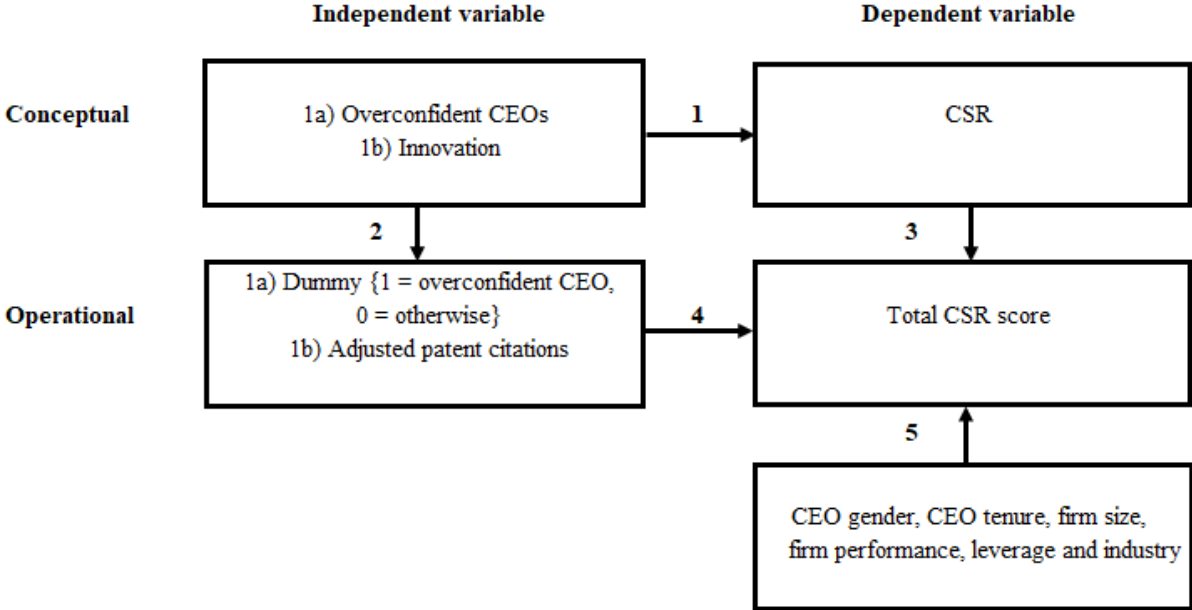 Independent variable
Dependent variable
Conceptual
1a) Overconfident CEOs
1b) Innovation
1
CSR
2
3
Operational
1a) Dummy {1 = overconfident CEO,
0 = otherwise}
1b) Adjusted patent citations
4
Total CSR score
5
CEO gender, CEO tenure, firm size,
firm performance, leverage and industry